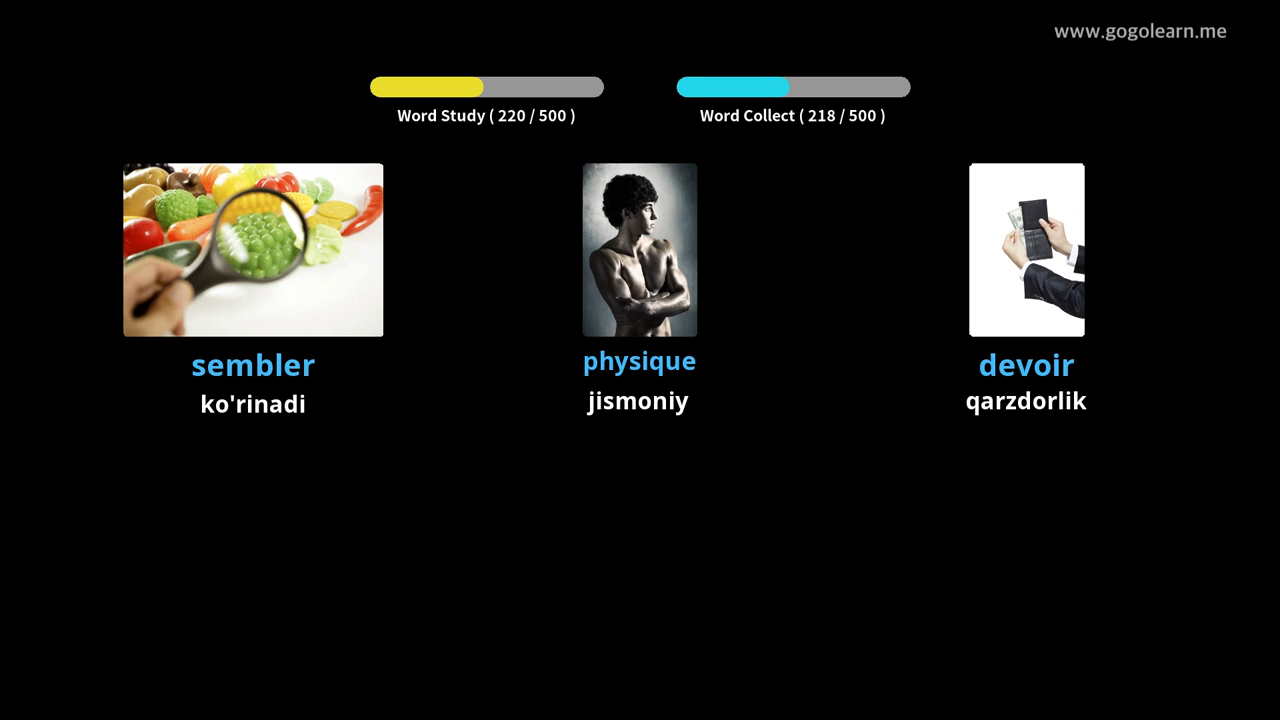 www.gogolearn.me
Word Study ( 220 / 500 )
Word Collect ( 218 / 500 )
sembler
ko'rinadi
physique
jismoniy
devoir
qarzdorlik